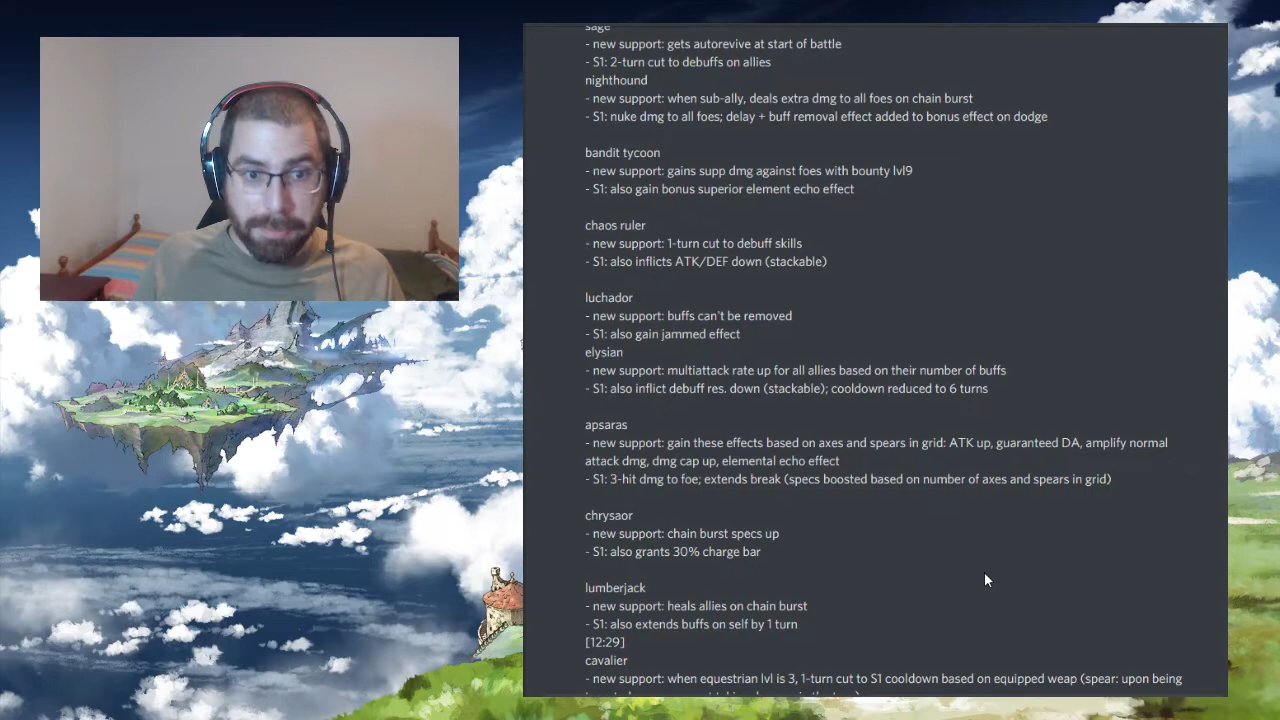 sage
- new support: gets autorevive at start of battle
- S1: 2-turn cut to debuffs on allies
nighthound
- new support: when sub-ally, deals extra dmg to all foes on chain burst
- S1: nuke dmg to all foes; delay + buff removal effect added to bonus effect on dodge
bandit tycoon
- new support: gains supp dmg against foes with bounty lvl9
- S1: also gain bonus superior element echo effect
chaos ruler
- new support: 1-turn cut to debuff skills
- S1: also inflicts ATK/DEF down (stackable)
luchador
- new support: buffs can't be removed
- S1: also gain jammed effect
elysian
- new support: multiattack rate up for all allies based on their number of buffs
- S1: also inflict debuff res. down (stackable); cooldown reduced to 6 turns
apsaras
- new support: gain these effects based on axes and spears in grid: ATK up, guaranteed DA, amplify normal
attack dmg, dmg cap up, elemental echo effect
- S1: 3-hit dmg to foe; extends break (specs boosted based on number of axes and spears in grid)
chrysaor
- new support: chain burst specs up
- S1: also grants 30% charge bar
lumberjack
- new support: heals allies on chain burst
- S1: also extends buffs on self by 1 turn
[12:29]
cavalier
- new support: when equestrian lvl is 3, 1-turn cut to S1 cooldown based on equipped weap (spear: upon being